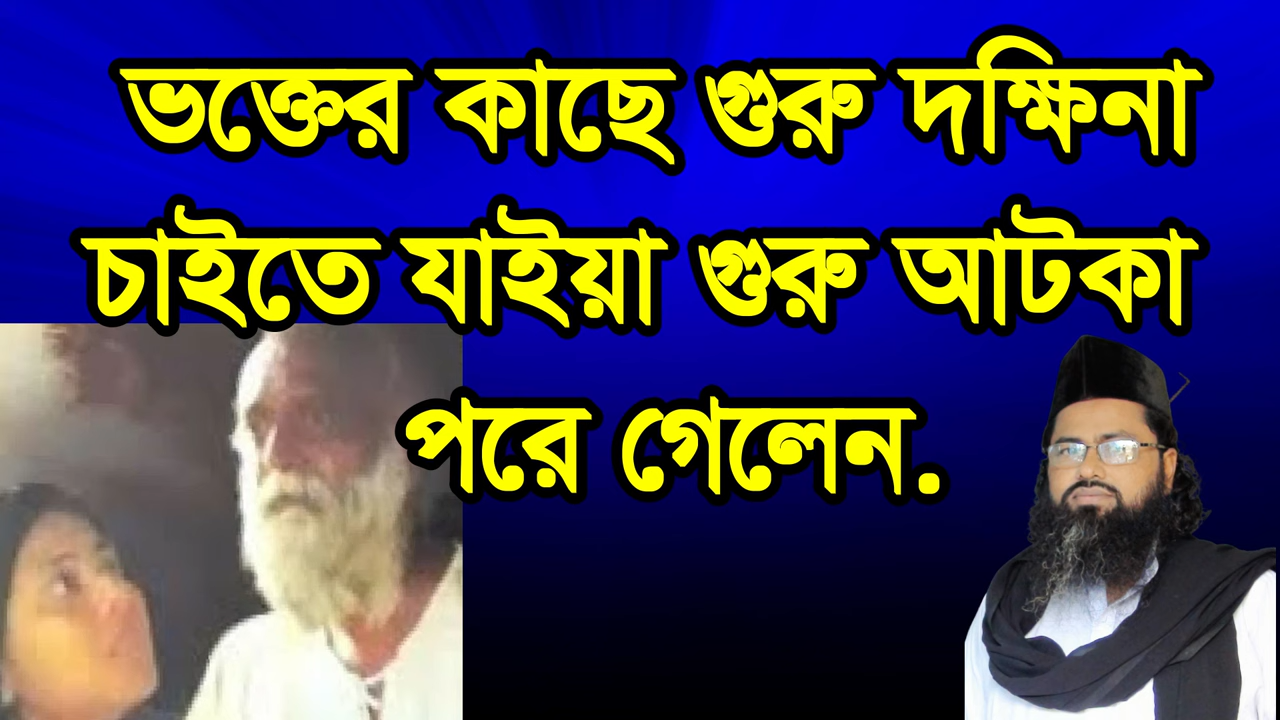 ভক্তের কাছে গুরু দক্ষিনা
চাইতে যাইয়া গুরু আটকা
পরে গেলেন.